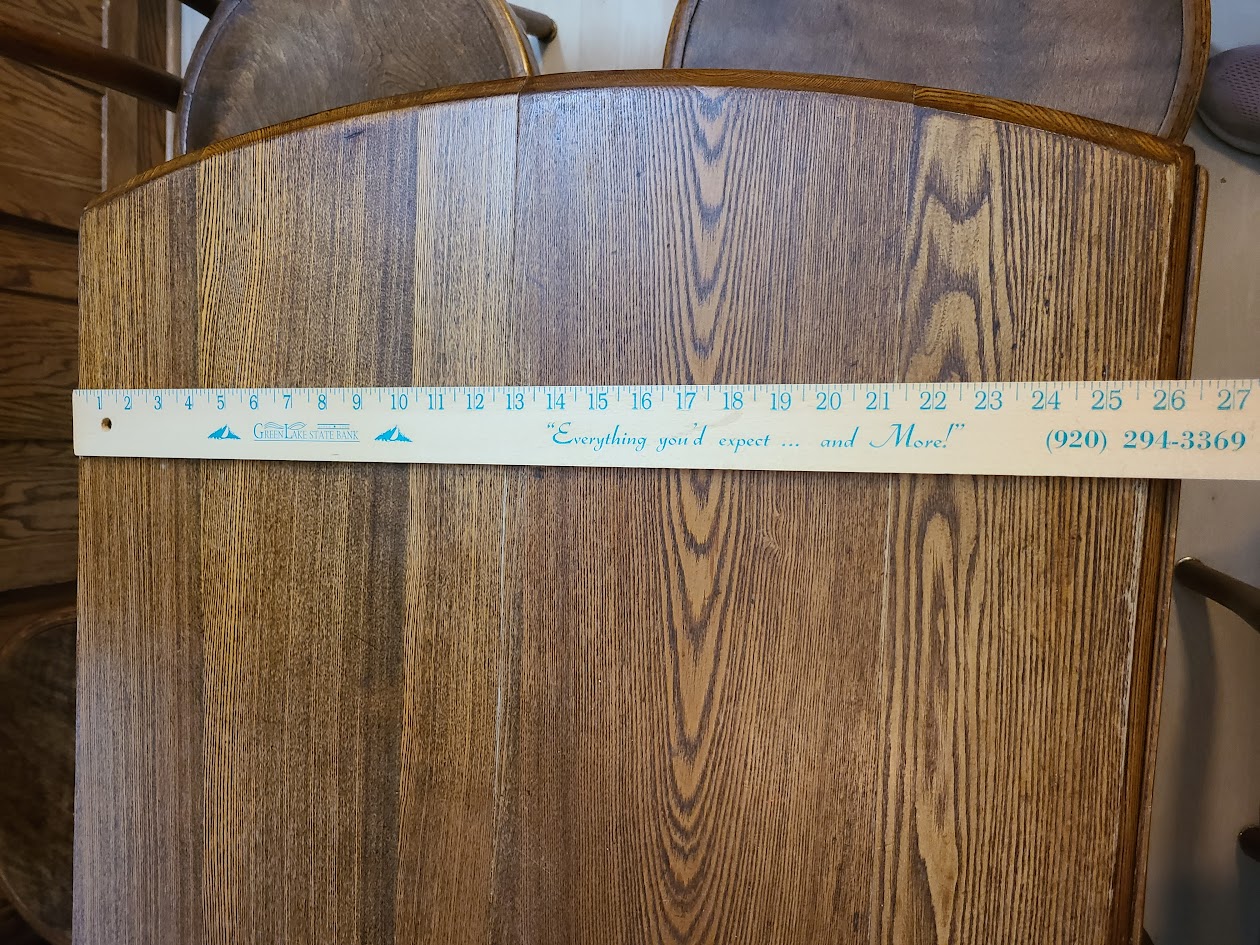 1 2 3 4 5 6 7 8 9 10 11 12 13 14 15 16 17 18 19 20 21 22 23 24 25 26 27
GREEN LAKE STATE BANK "Everything you'd expect ... and More!" (920) 294-3369